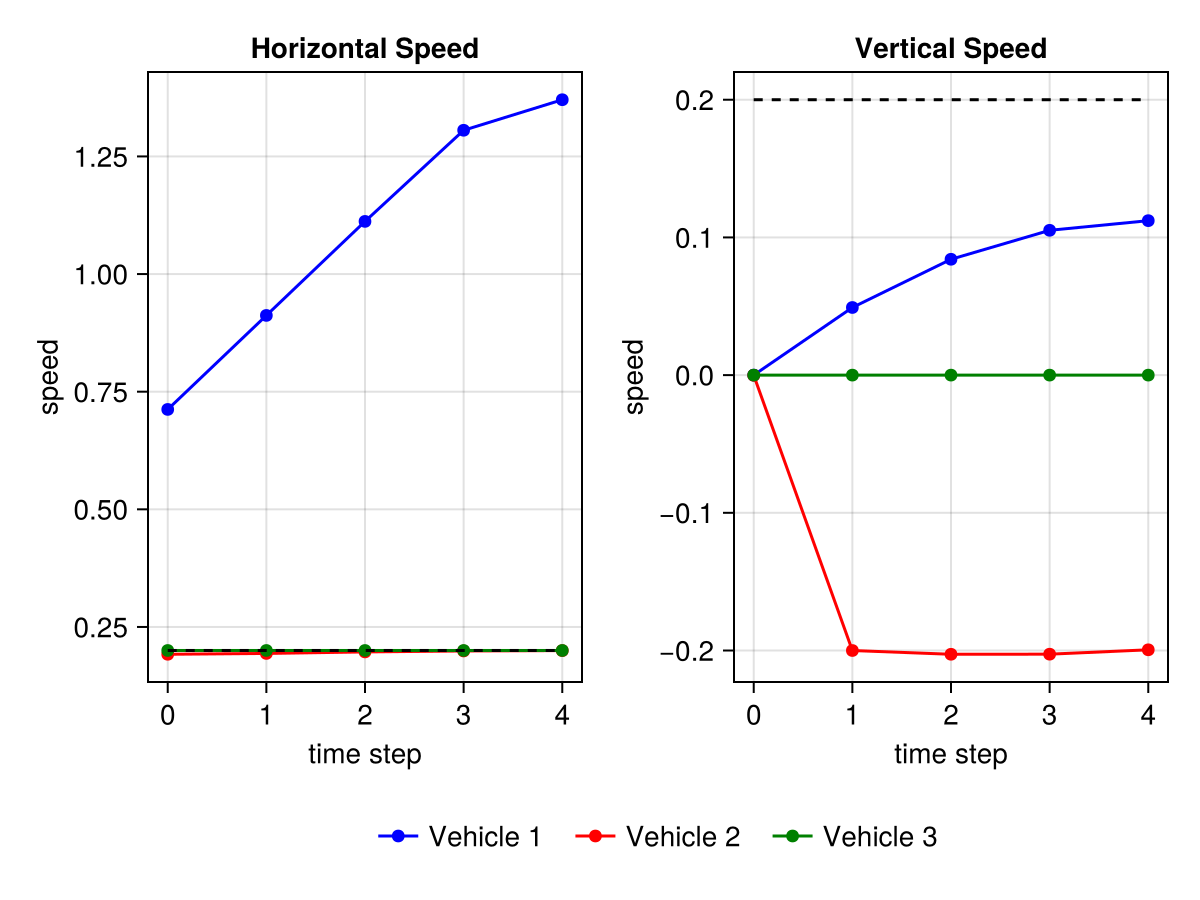 Horizontal Speed
speed
1.25
1.00
0.75
0.50
0.25
0 1 2 3 4
time step
Vertical Speed
speed
0.2
0.1
0.0
−0.1
−0.2
0 1 2 3 4
time step
Vehicle 1 Vehicle 2 Vehicle 3